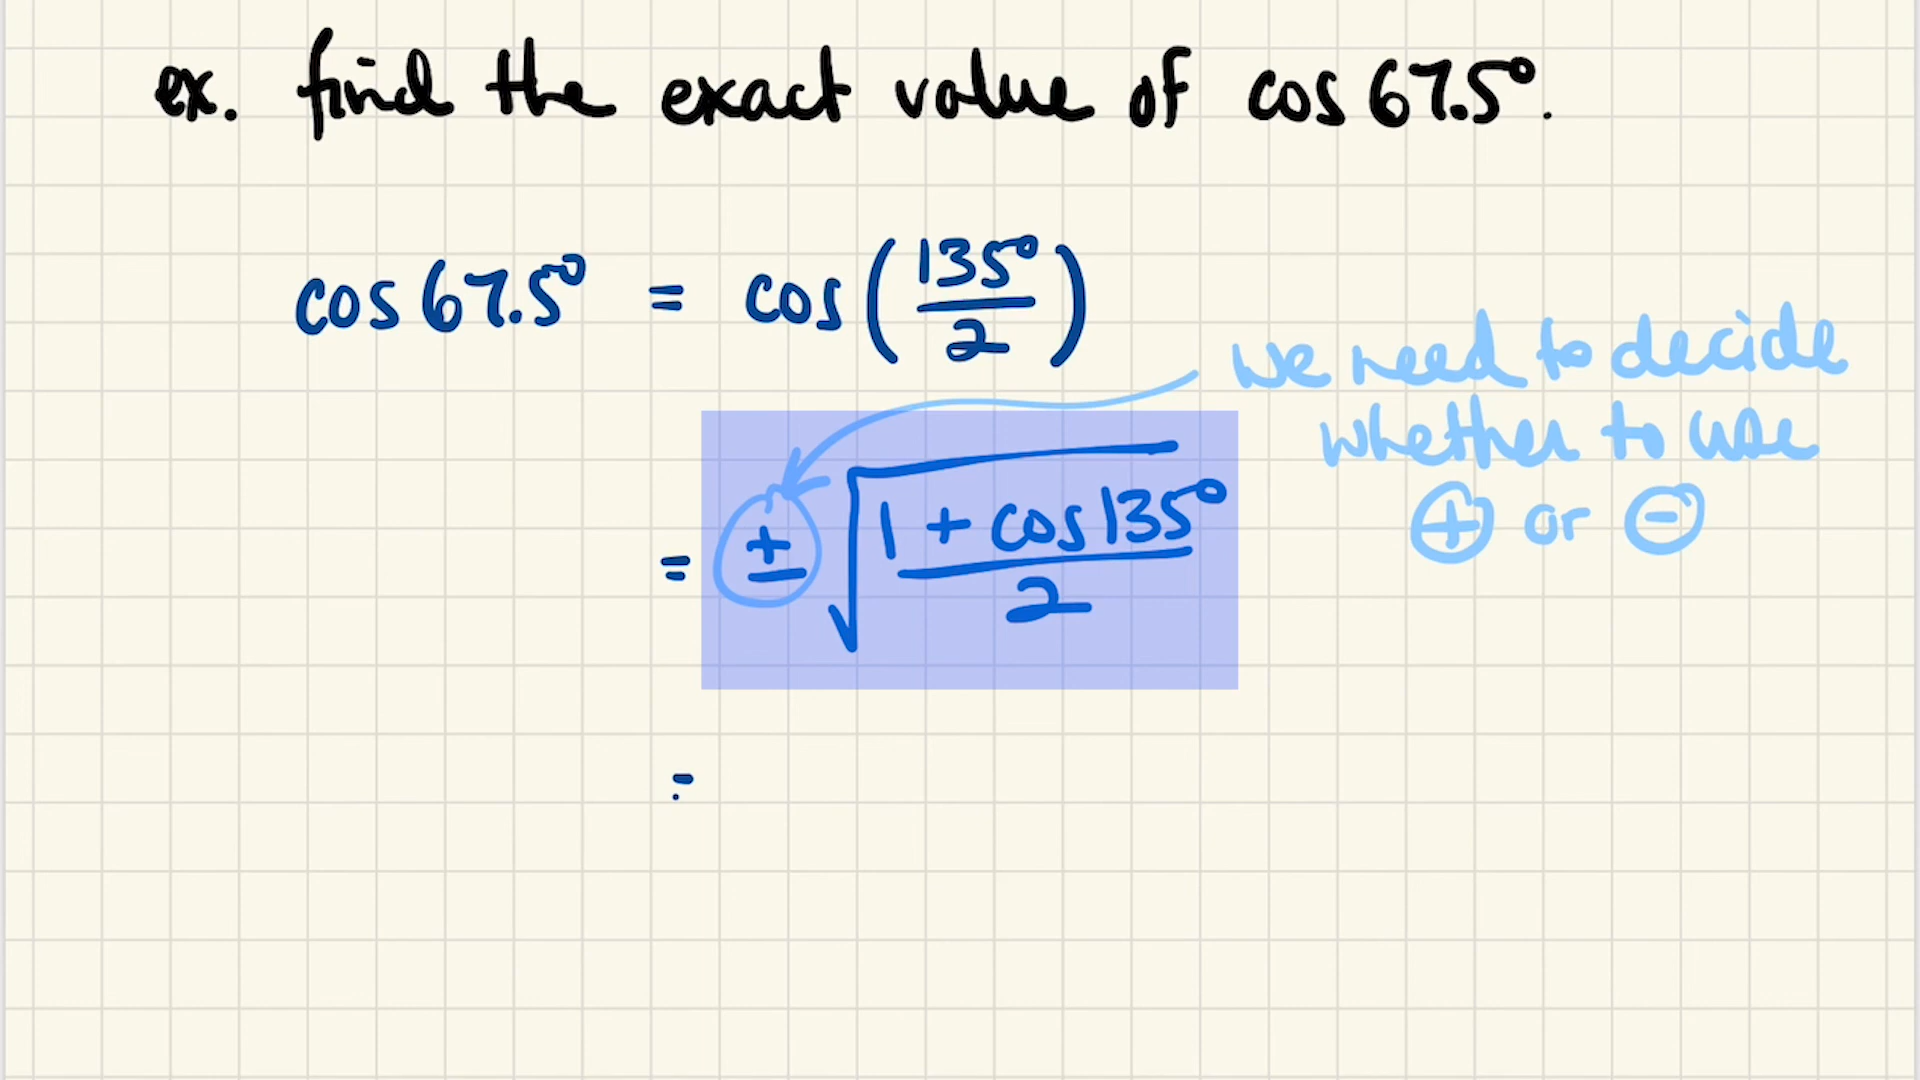 ex. find the exact value of cos 67.5°.
cos 67.5° = cos(135°/2)
we need to decide
whether to use
⊕ or ⊖
= ± √((1 + cos 135°)/2)
=